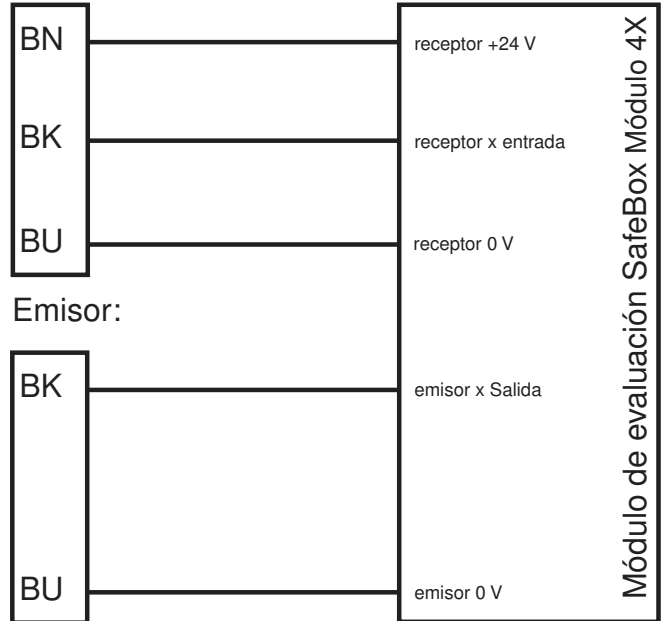 BN
receptor +24 V
BK
receptor x entrada
BU
receptor 0 V
Emisor:
BK
emisor x Salida
BU
emisor 0 V
Módulo de evaluación SafeBox Módulo 4X